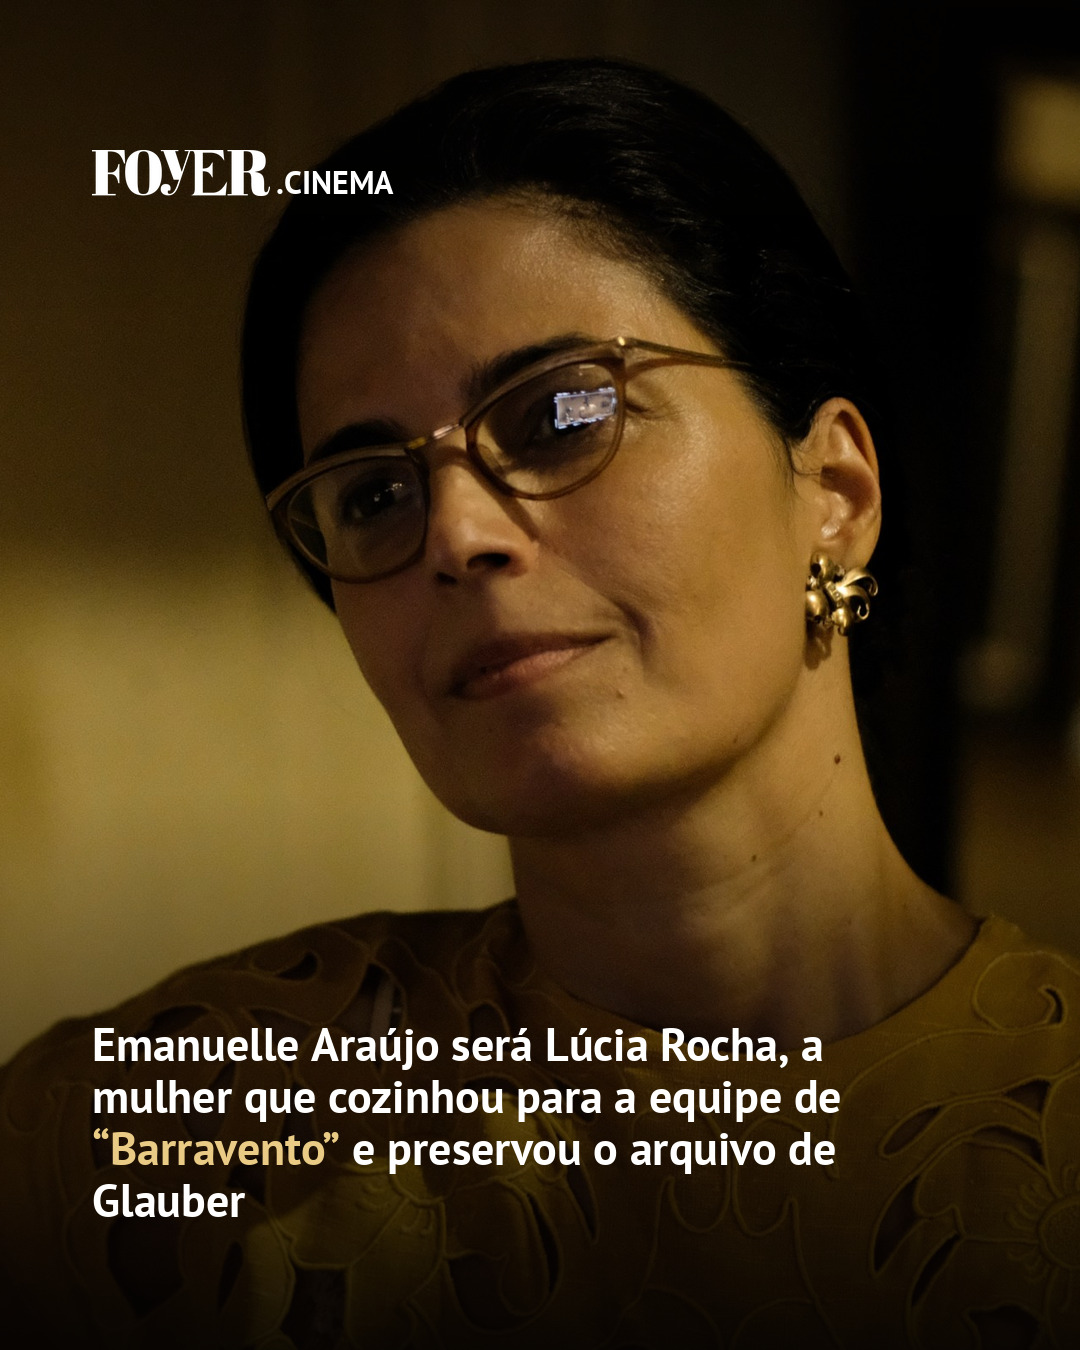 FOYER.CINEMA
Emanuelle Araújo será Lúcia Rocha, a
mulher que cozinhou para a equipe de
“Barravento” e preservou o arquivo de
Glauber